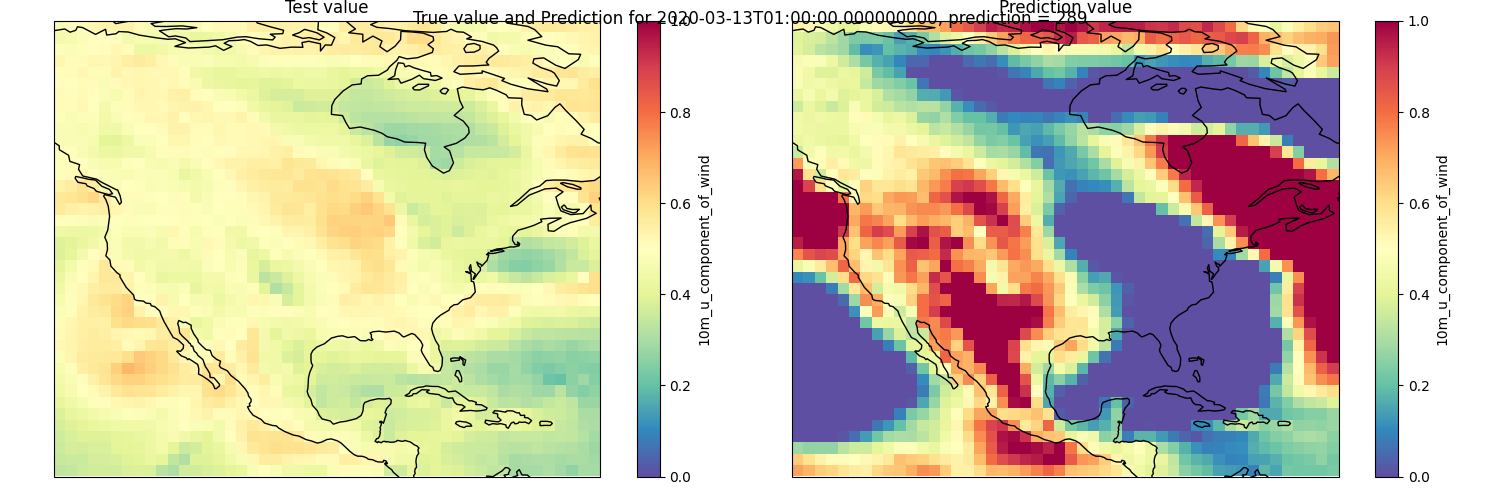 Test value
True value and Prediction for 2020-03-13T01:00:00.000000000, prediction = 289
Prediction value
1.0
0.8
0.6
0.4
0.2
0.0
10m_u_component_of_wind
1.0
0.8
0.6
0.4
0.2
0.0
10m_u_component_of_wind